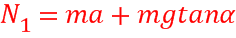 N₁ = ma + mgtanα